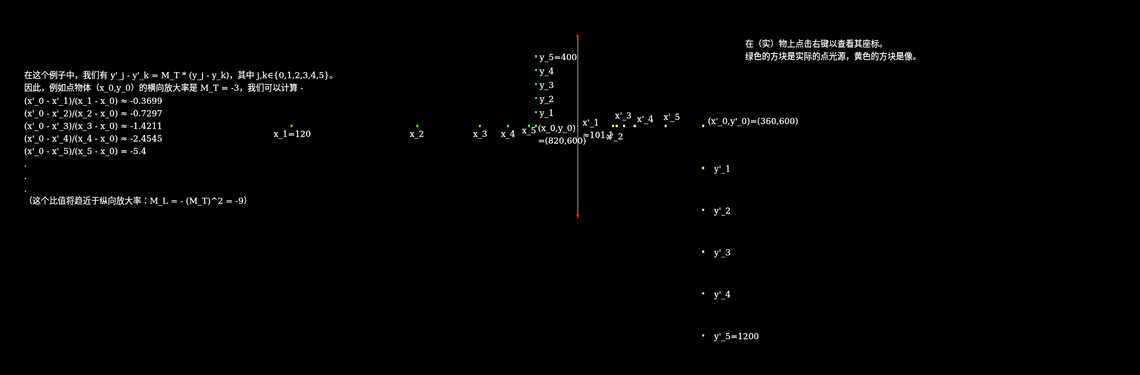 在（实）物上点击右键以查看其座标。
绿色的方块是实际的点光源，黄色的方块是像。
在这个例子中，我们有 y'_j - y'_k = M_T * (y_j - y_k)，其中 j,k∈{0,1,2,3,4,5}。
因此，例如点物体（x_0,y_0）的横向放大率是 M_T = -3，我们可以计算 -
(x'_0 - x'_1)/(x_1 - x_0) ≈ -0.3699
(x'_0 - x'_2)/(x_2 - x_0) ≈ -0.7297
(x'_0 - x'_3)/(x_3 - x_0) ≈ -1.4211
(x'_0 - x'_4)/(x_4 - x_0) ≈ -2.4545
(x'_0 - x'_5)/(x_5 - x_0) = -5.4
.
.
.
（这个比值将趋近于纵向放大率：M_L = - (M_T)^2 = -9）
y_5=400
y_4
y_3
y_2
y_1
x_1=120
x_2
x_3
x_4
x_5
(x_0,y_0)
=(820,600)
x'_1
≈101.1
x'_2
x'_3
x'_4
x'_5
(x'_0,y'_0)=(360,600)
y'_1
y'_2
y'_3
y'_4
y'_5=1200